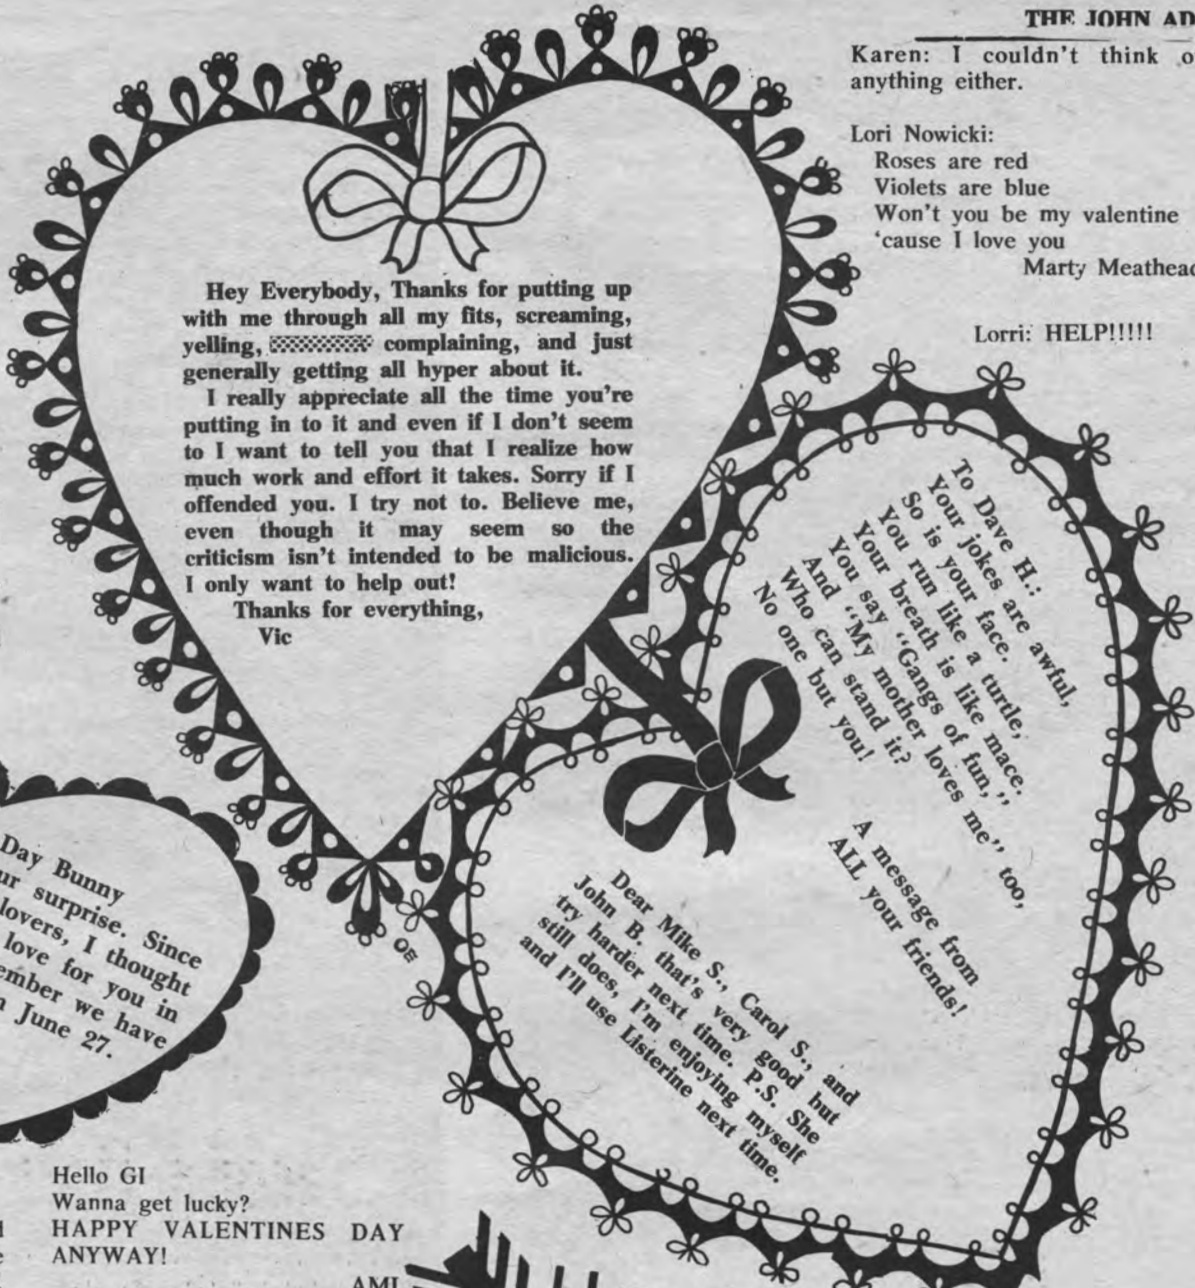 THE JOHN AD
Karen: I couldn't think o
anything either.
Lori Nowicki:
Roses are red
Violets are blue
Won't you be my valentine
'cause I love you
Marty Meathead
Lorri: HELP!!!!!
Hey Everybody, Thanks for putting up
with me through all my fits, screaming,
yelling, complaining, and just
generally getting all hyper about it.
I really appreciate all the time you're
putting in to it and even if I don't seem
to I want to tell you that I realize how
much work and effort it takes. Sorry if I
offended you. I try not to. Believe me,
even though it may seem so the
criticism isn't intended to be malicious.
I only want to help out!
Thanks for everything,
Vic
To Dave H.:
Your jokes are awful,
So is your face.
You run like a turtle,
Your breath is like mace.
You say "Gangs of fun,"
And "My mother loves me" too,
Who can stand it?
No one but you!
A message from
ALL your friends!
Dear Mike S., Carol S., and
John B. that's very good but
try harder next time. P.S. She
still does, I'm enjoying myself
and I'll use Listerine next time.
OE
Day Bunny
ur surprise. Since
lovers, I thought
love for you in
ember we have
June 27.
Hello GI
Wanna get lucky?
HAPPY VALENTINES DAY
ANYWAY!
AMI